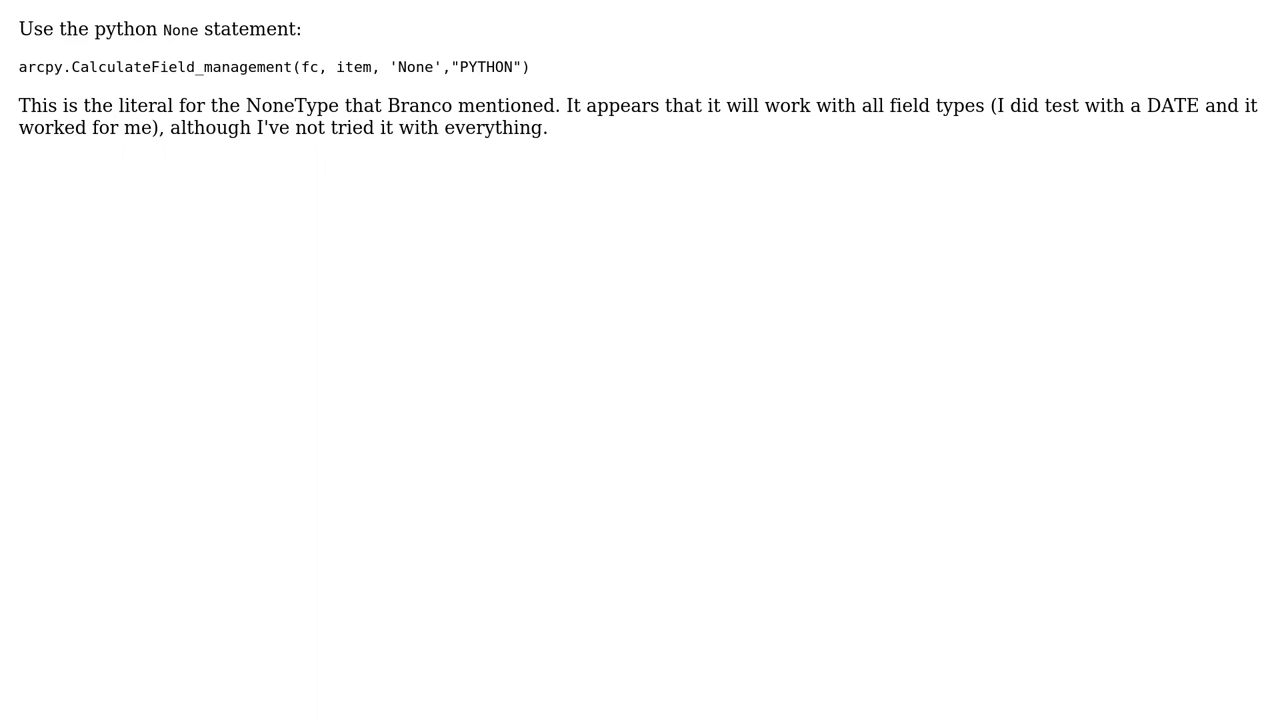 Use the python None statement:
arcpy.CalculateField_management(fc, item, 'None',"PYTHON")
This is the literal for the NoneType that Branco mentioned. It appears that it will work with all field types (I did test with a DATE and it
worked for me), although I've not tried it with everything.